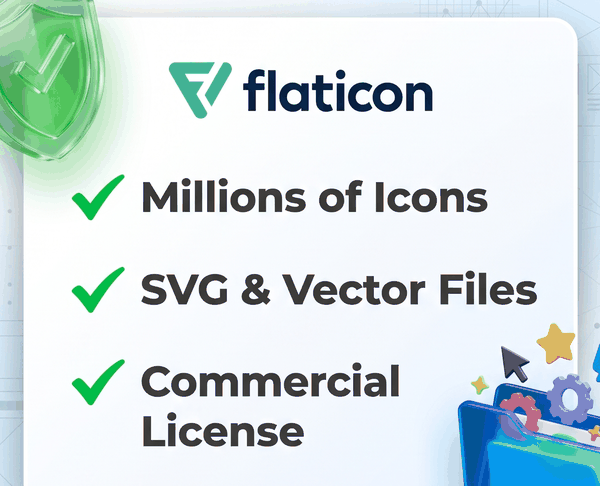 flaticon
Millions of Icons
SVG & Vector Files
Commercial
License